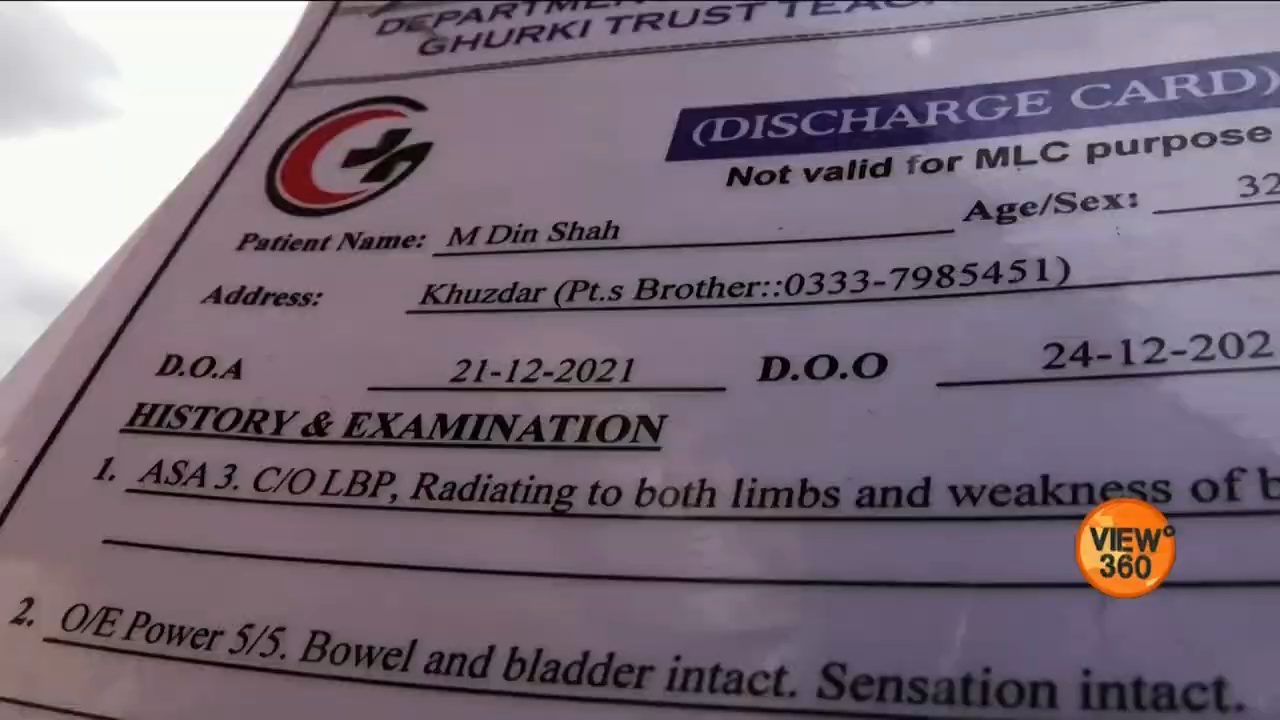 DEPARTMEN
GHURKI TRUST TEAC
(DISCHARGE CARD)
Not valid for MLC purpose
Patient Name: M Din Shah Age/Sex: 32
Address: Khuzdar (Pt.s Brother::0333-7985451)
D.O.A 21-12-2021 D.O.O 24-12-202
HISTORY & EXAMINATION
1. ASA 3. C/O LBP, Radiating to both limbs and weakness of b
2. O/E Power 5/5. Bowel and bladder intact. Sensation intact.
VIEW°
360